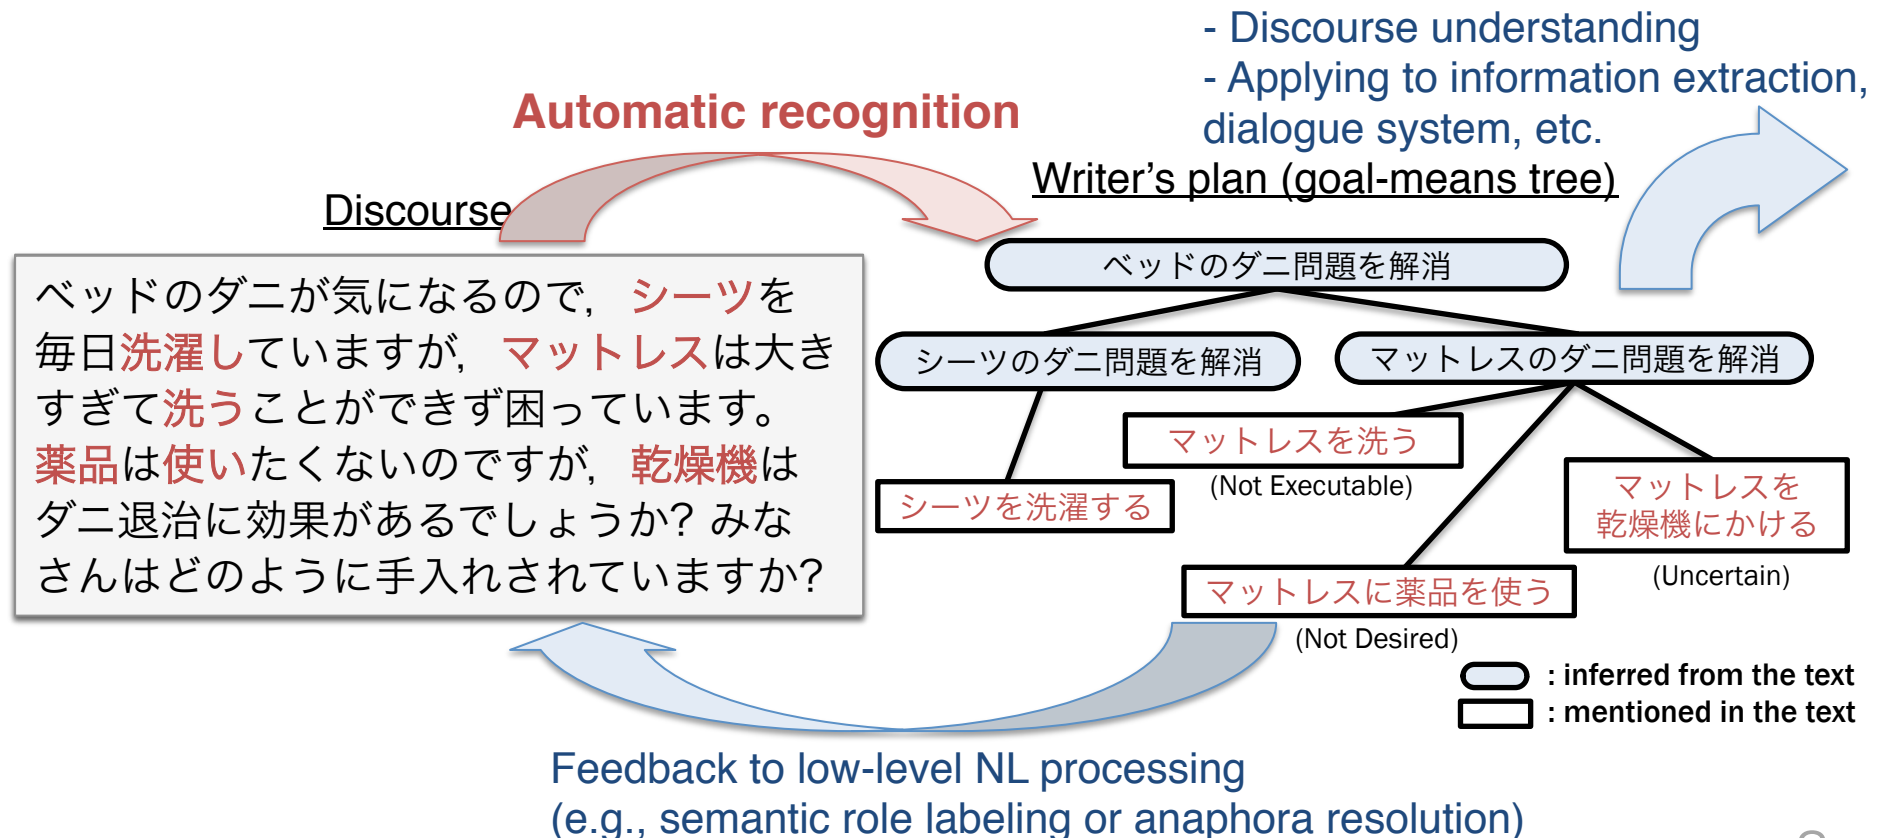 - Discourse understanding
- Applying to information extraction,
dialogue system, etc.
Automatic recognition
Discourse
Writer's plan (goal-means tree)
ベッドのダニが気になるので, シーツを
毎日洗濯していますが, マットレスは大き
すぎて洗うことができず困っています。
薬品は使いたくないのですが, 乾燥機は
ダニ退治に効果があるでしょうか? みな
さんはどのように手入れされていますか?
ベッドのダニ問題を解消
シーツのダニ問題を解消
マットレスのダニ問題を解消
マットレスを洗う
(Not Executable)
シーツを洗濯する
マットレスを
乾燥機にかける
(Uncertain)
マットレスに薬品を使う
(Not Desired)
: inferred from the text
: mentioned in the text
Feedback to low-level NL processing
(e.g., semantic role labeling or anaphora resolution)